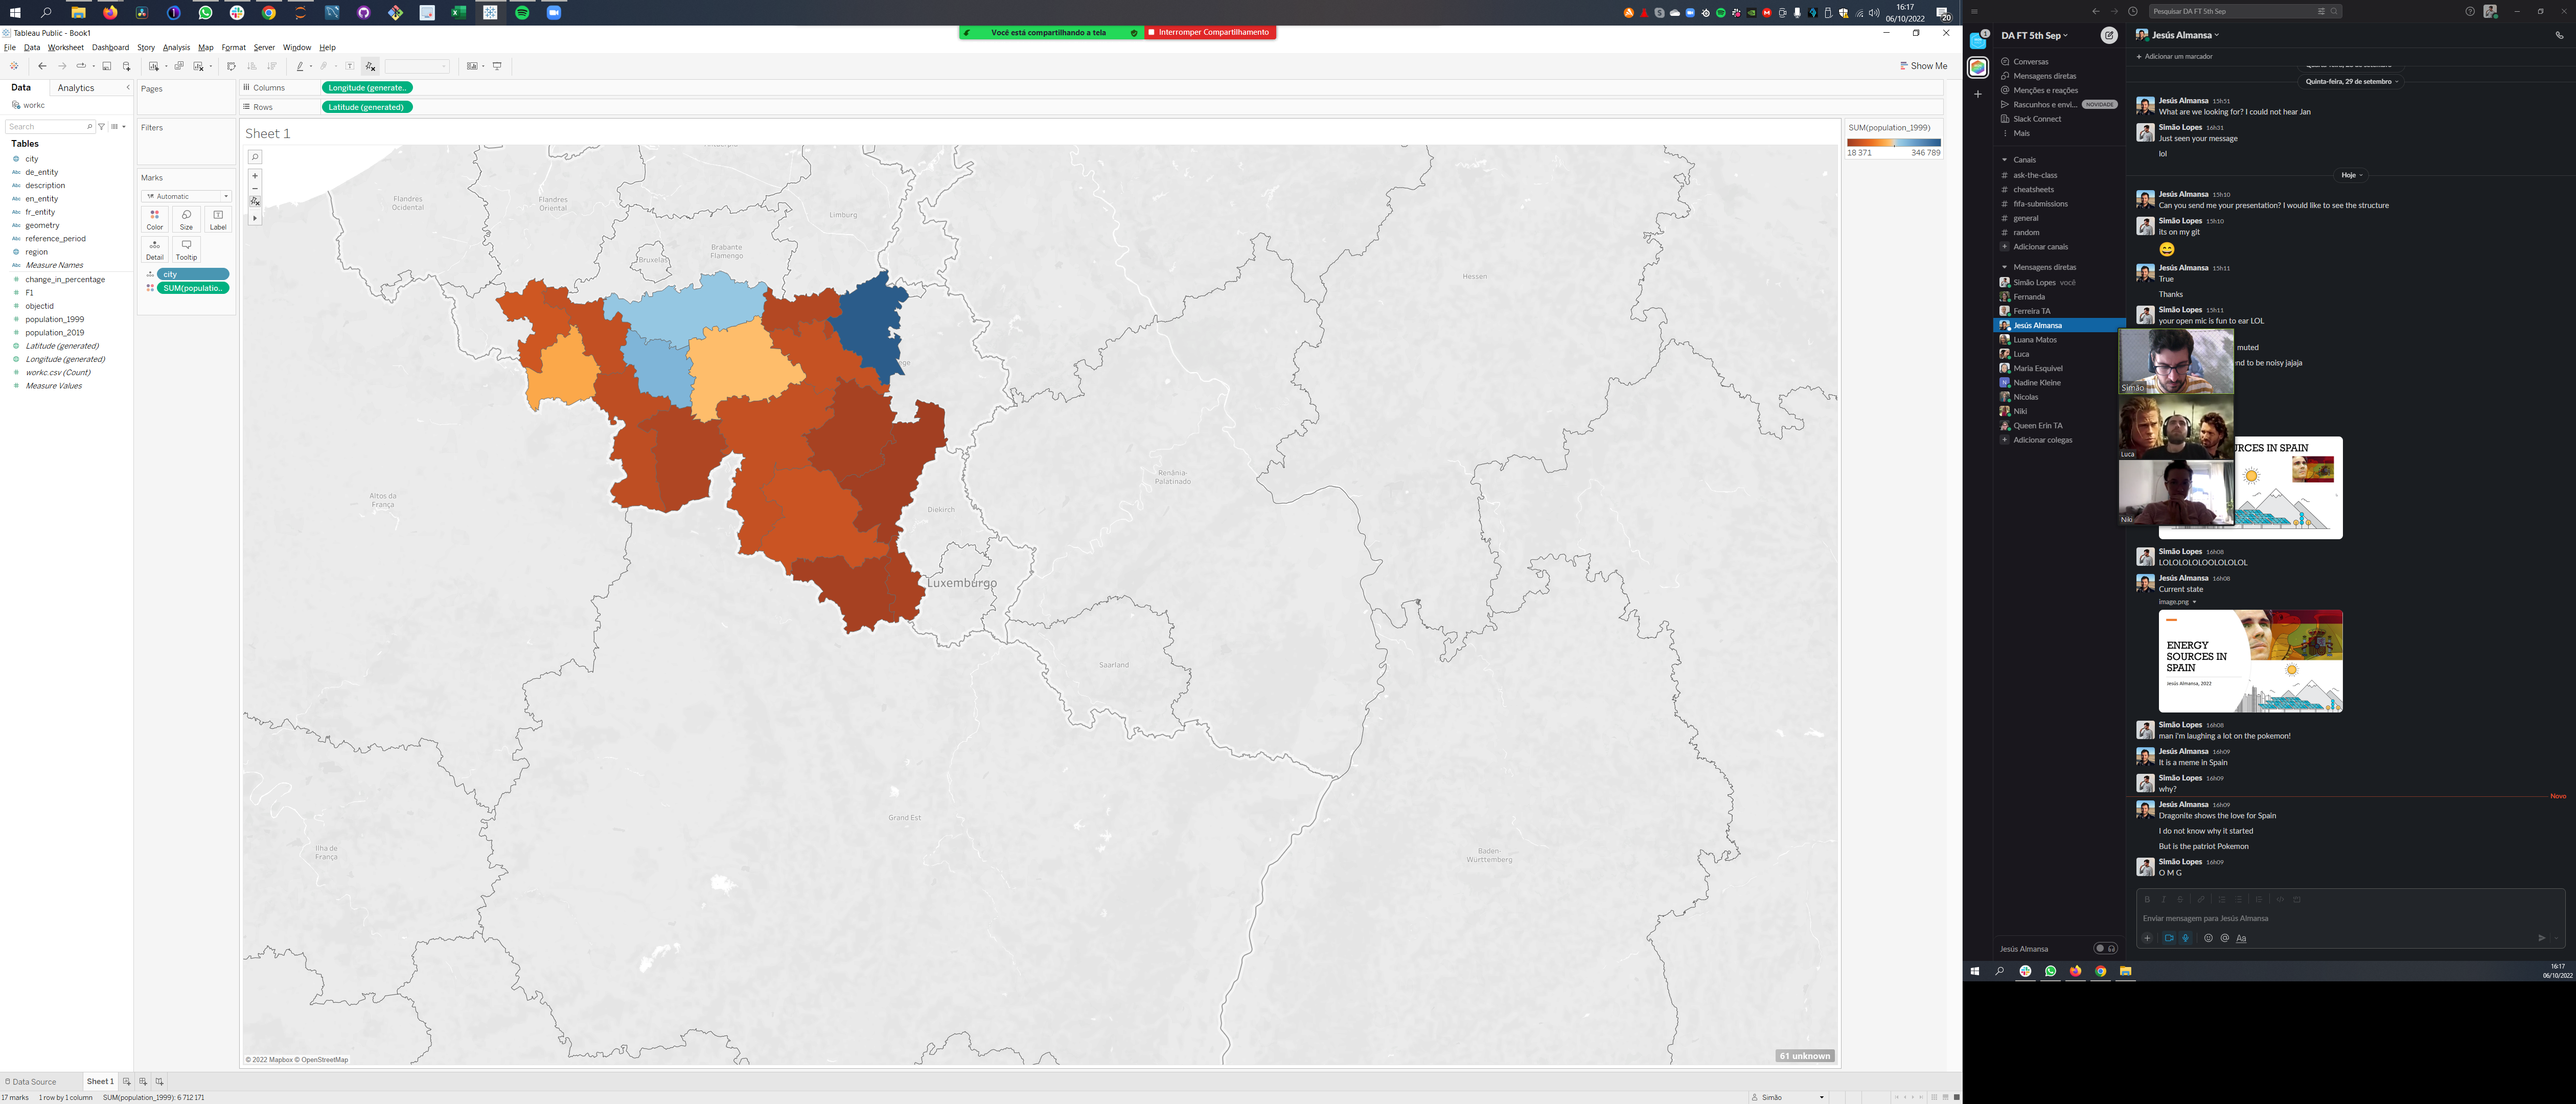 16:17
06/10/2022
20
Tableau Public - Book1
Você está compartilhando a tela
Interromper Compartilhamento
File Data Worksheet Dashboard Story Analysis Map Format Server Window Help
Show Me
Data Analytics
workc
Search
Tables
city
de_entity
description
en_entity
fr_entity
geometry
reference_period
region
Measure Names
change_in_percentage
F1
objectid
population_1999
population_2019
Latitude (generated)
Longitude (generated)
workc.csv (Count)
Measure Values
Pages
Filters
Marks
Automatic
Color Size Label
Detail Tooltip
city
SUM(populatio..
Columns
Longitude (generate..
Rows
Latitude (generated)
Sheet 1
Flandres
Ocidental
Flandres
Oriental
Limburg
Brabante
Flamengo
Bruxelas
Hessen
Altos da
França
Renânia-
Palatinado
Diekirch
Luxemburgo
Saarland
Grand Est
Ilha de
França
Baden-
Württemberg
© 2022 Mapbox © OpenStreetMap
61 unknown
SUM(population_1999)
18 371 346 789
Data Source Sheet 1
17 marks 1 row by 1 column SUM(population_1999): 6 712 171
Simão
Pesquisar DA FT 5th Sep
1
DA FT 5th Sep
Conversas
Mensagens diretas
Menções e reações
Rascunhos e envi... NOVIDADE
Slack Connect
Mais
Canais
# ask-the-class
# cheatsheets
# fifa-submissions
# general
# random
Adicionar canais
Mensagens diretas
Simão Lopes você
Fernanda
Ferreira TA
Jesús Almansa
Luana Matos
Luca
Maria Esquivel
Nadine Kleine
Nicolas
Niki
Queen Erin TA
Adicionar colegas
Jesús Almansa
Jesús Almansa
+ Adicionar um marcador
Quinta-feira, 29 de setembro
Jesús Almansa 15h51
What are we looking for? I could not hear Jan
Simão Lopes 16h31
Just seen your message
lol
Hoje
Jesús Almansa 15h10
Can you send me your presentation? I would like to see the structure
Simão Lopes 15h10
its on my git
Jesús Almansa 15h11
True
Thanks
Simão Lopes 15h11
your open mic is fun to ear LOL
muted
end to be noisy jajaja
Simão
Luca
Niki
URCES IN SPAIN
Simão Lopes 16h08
LOLOLOLOLOOLOLOLOL
Jesús Almansa 16h08
Current state
image.png
ENERGY
SOURCES IN
SPAIN
Jesús Almansa, 2022
Simão Lopes 16h08
man I'm laughing a lot on the pokemon!
Jesús Almansa 16h09
It is a meme in Spain
Simão Lopes 16h09
why?
Novo
Jesús Almansa 16h09
Dragonite shows the love for Spain
I do not know why it started
But is the patriot Pokemon
Simão Lopes 16h09
O M G
Enviar mensagem para Jesús Almansa
Aa
16:17
06/10/2022